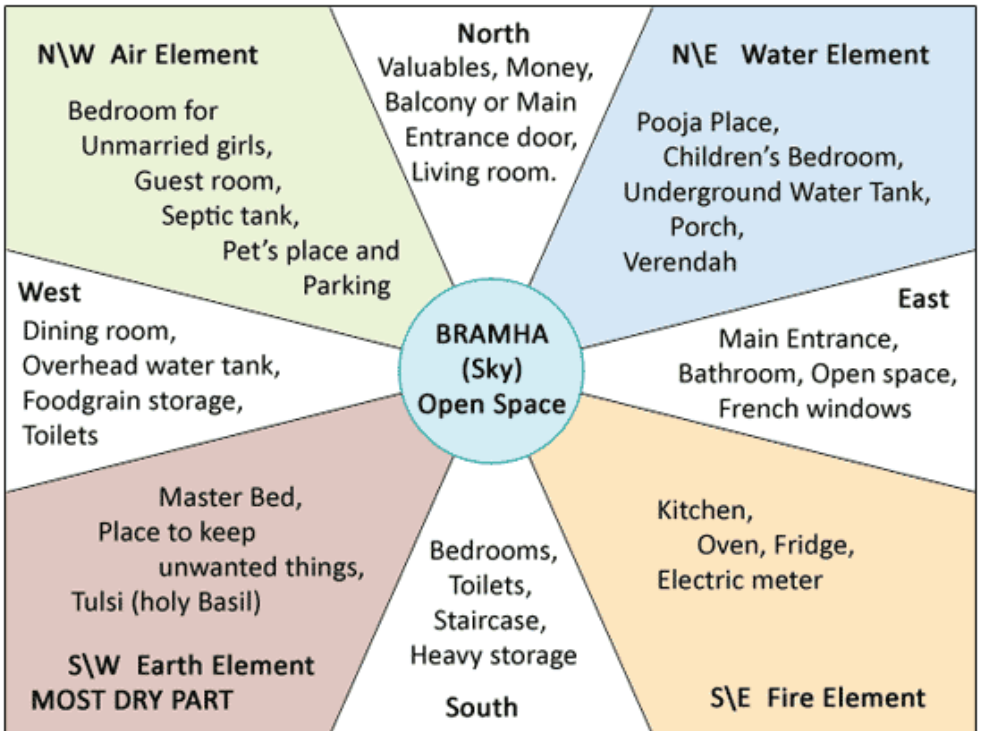 N\W Air Element
Bedroom for
Unmarried girls,
Guest room,
Septic tank,
Pet's place and
Parking
North
Valuables, Money,
Balcony or Main
Entrance door,
Living room.
N\E Water Element
Pooja Place,
Children's Bedroom,
Underground Water Tank,
Porch,
Verendah
West
Dining room,
Overhead water tank,
Foodgrain storage,
Toilets
BRAMHA
(Sky)
Open Space
East
Main Entrance,
Bathroom, Open space,
French windows
Master Bed,
Place to keep
unwanted things,
Tulsi (holy Basil)
S\W Earth Element
MOST DRY PART
Bedrooms,
Toilets,
Staircase,
Heavy storage
South
Kitchen,
Oven, Fridge,
Electric meter
S\E Fire Element